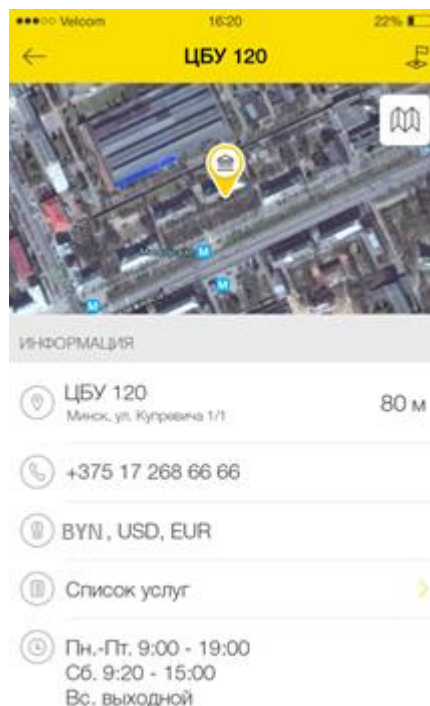 Velcom 16:20 22%
ЦБУ 120
M
M
M
ИНФОРМАЦИЯ
ЦБУ 120 80 м
Минск, ул. Купревича 1/1
+375 17 268 66 66
BYN , USD, EUR
Список услуг
Пн.-Пт. 9:00 - 19:00
Сб. 9:20 - 15:00
Вс. выходной